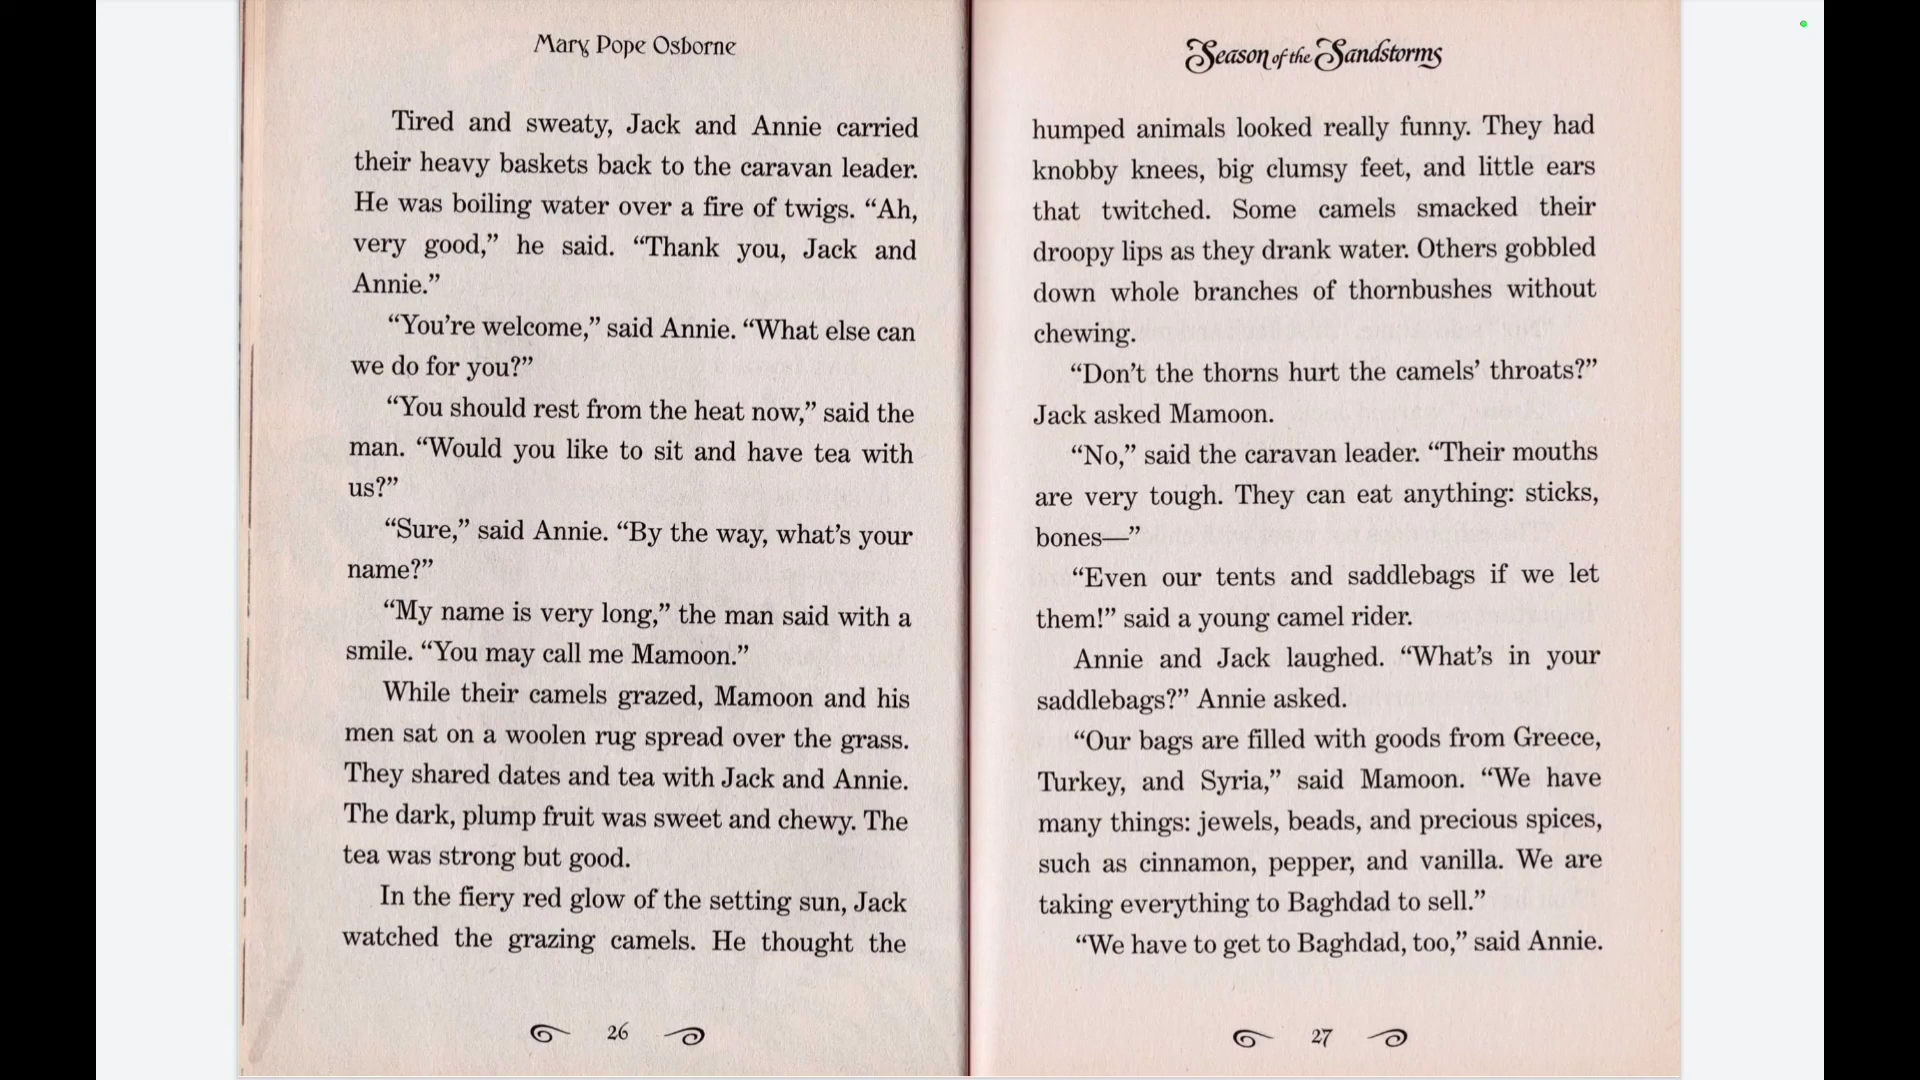 Mary Pope Osborne
Tired and sweaty, Jack and Annie carried
their heavy baskets back to the caravan leader.
He was boiling water over a fire of twigs. “Ah,
very good,” he said. “Thank you, Jack and
Annie.”
“You’re welcome,” said Annie. “What else can
we do for you?”
“You should rest from the heat now,” said the
man. “Would you like to sit and have tea with
us?”
“Sure,” said Annie. “By the way, what’s your
name?”
“My name is very long,” the man said with a
smile. “You may call me Mamoon.”
While their camels grazed, Mamoon and his
men sat on a woolen rug spread over the grass.
They shared dates and tea with Jack and Annie.
The dark, plump fruit was sweet and chewy. The
tea was strong but good.
In the fiery red glow of the setting sun, Jack
watched the grazing camels. He thought the
26
Season of the Sandstorms
humped animals looked really funny. They had
knobby knees, big clumsy feet, and little ears
that twitched. Some camels smacked their
droopy lips as they drank water. Others gobbled
down whole branches of thornbushes without
chewing.
“Don’t the thorns hurt the camels’ throats?”
Jack asked Mamoon.
“No,” said the caravan leader. “Their mouths
are very tough. They can eat anything: sticks,
bones—”
“Even our tents and saddlebags if we let
them!” said a young camel rider.
Annie and Jack laughed. “What’s in your
saddlebags?” Annie asked.
“Our bags are filled with goods from Greece,
Turkey, and Syria,” said Mamoon. “We have
many things: jewels, beads, and precious spices,
such as cinnamon, pepper, and vanilla. We are
taking everything to Baghdad to sell.”
“We have to get to Baghdad, too,” said Annie.
27